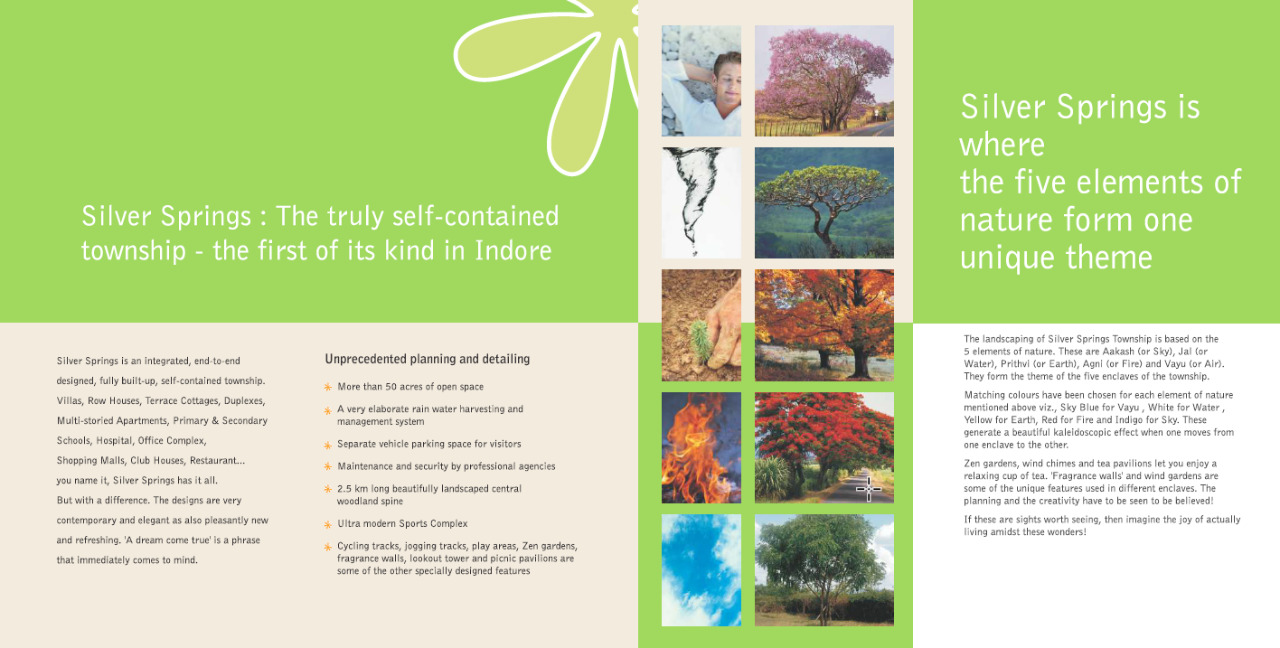 Silver Springs : The truly self-contained
township - the first of its kind in Indore
Silver Springs is an integrated, end-to-end
designed, fully built-up, self-contained township.
Villas, Row Houses, Terrace Cottages, Duplexes,
Multi-storied Apartments, Primary & Secondary
Schools, Hospital, Office Complex,
Shopping Malls, Club Houses, Restaurant...
you name it, Silver Springs has it all.
But with a difference. The designs are very
contemporary and elegant as also pleasantly new
and refreshing. 'A dream come true' is a phrase
that immediately comes to mind.
Unprecedented planning and detailing
More than 50 acres of open space
A very elaborate rain water harvesting and
management system
Separate vehicle parking space for visitors
Maintenance and security by professional agencies
2.5 km long beautifully landscaped central
woodland spine
Ultra modern Sports Complex
Cycling tracks, jogging tracks, play areas, Zen gardens,
fragrance walls, lookout tower and picnic pavilions are
some of the other specially designed features
Silver Springs is
where
the five elements of
nature form one
unique theme
The landscaping of Silver Springs Township is based on the
5 elements of nature. These are Aakash (or Sky), Jal (or
Water), Prithvi (or Earth), Agni (or Fire) and Vayu (or Air).
They form the theme of the five enclaves of the township.
Matching colours have been chosen for each element of nature
mentioned above viz., Sky Blue for Vayu , White for Water ,
Yellow for Earth, Red for Fire and Indigo for Sky. These
generate a beautiful kaleidoscopic effect when one moves from
one enclave to the other.
Zen gardens, wind chimes and tea pavilions let you enjoy a
relaxing cup of tea. 'Fragrance walls' and wind gardens are
some of the unique features used in different enclaves. The
planning and the creativity have to be seen to be believed!
If these are sights worth seeing, then imagine the joy of actually
living amidst these wonders!